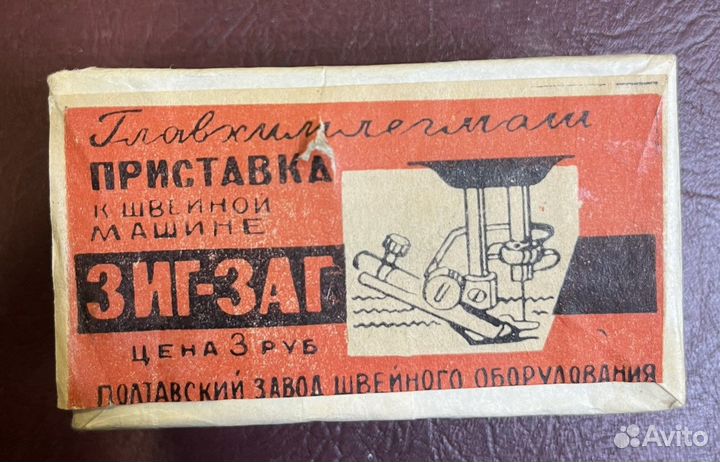 Главхимлегмаш
ПРИСТАВКА
К ШВЕЙНОЙ
МАШИНЕ
ЗИГ-ЗАГ
ЦЕНА 3 РУБ
ПОЛТАВСКИЙ ЗАВОД ШВЕЙНОГО ОБОРУДОВАНИЯ
Avito